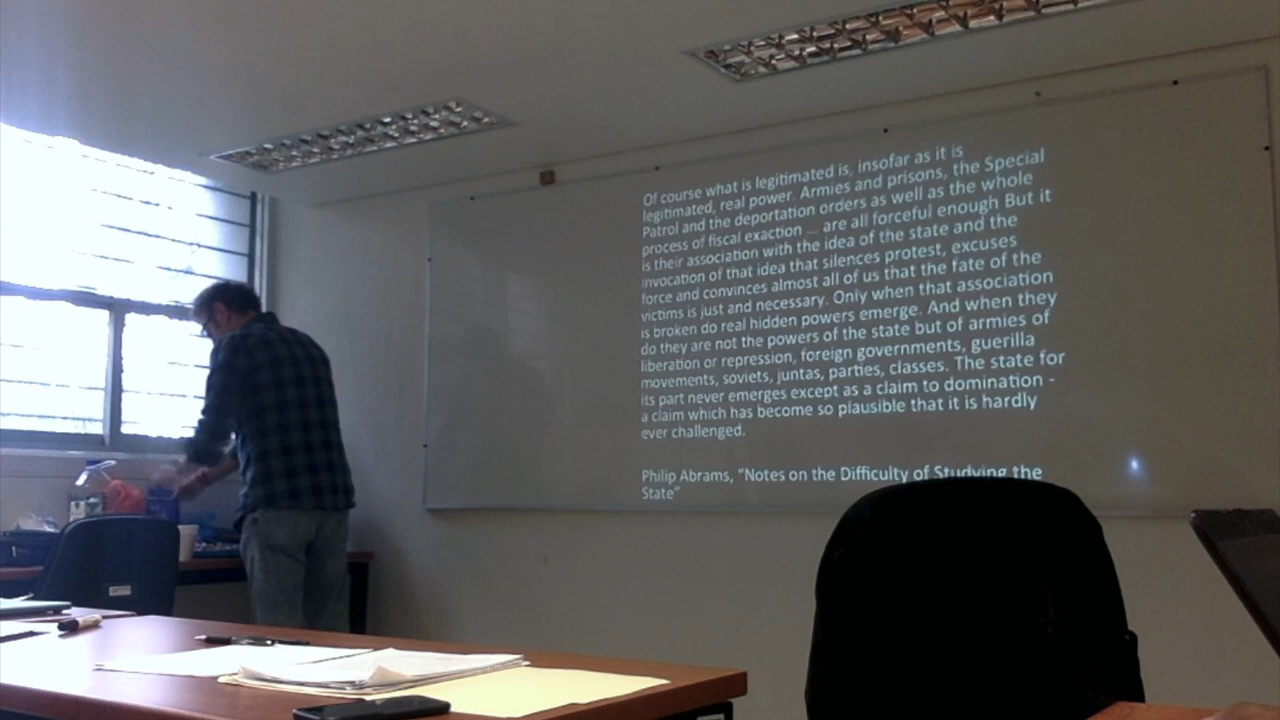 Of course what is legitimated is, insofar as it is
legitimated, real power. Armies and prisons, the Special
Patrol and the deportation orders as well as the whole
process of fiscal exaction ... are all forceful enough But it
is their association with the idea of the state and the
invocation of that idea that silences protest, excuses
force and convinces almost all of us that the fate of the
victims is just and necessary. Only when that association
is broken do real hidden powers emerge. And when they
do they are not the powers of the state but of armies of
liberation or repression, foreign governments, guerilla
movements, soviets, juntas, parties, classes. The state for
its part never emerges except as a claim to domination -
a claim which has become so plausible that it is hardly
ever challenged.
Philip Abrams, “Notes on the Difficulty of Studying the
State”